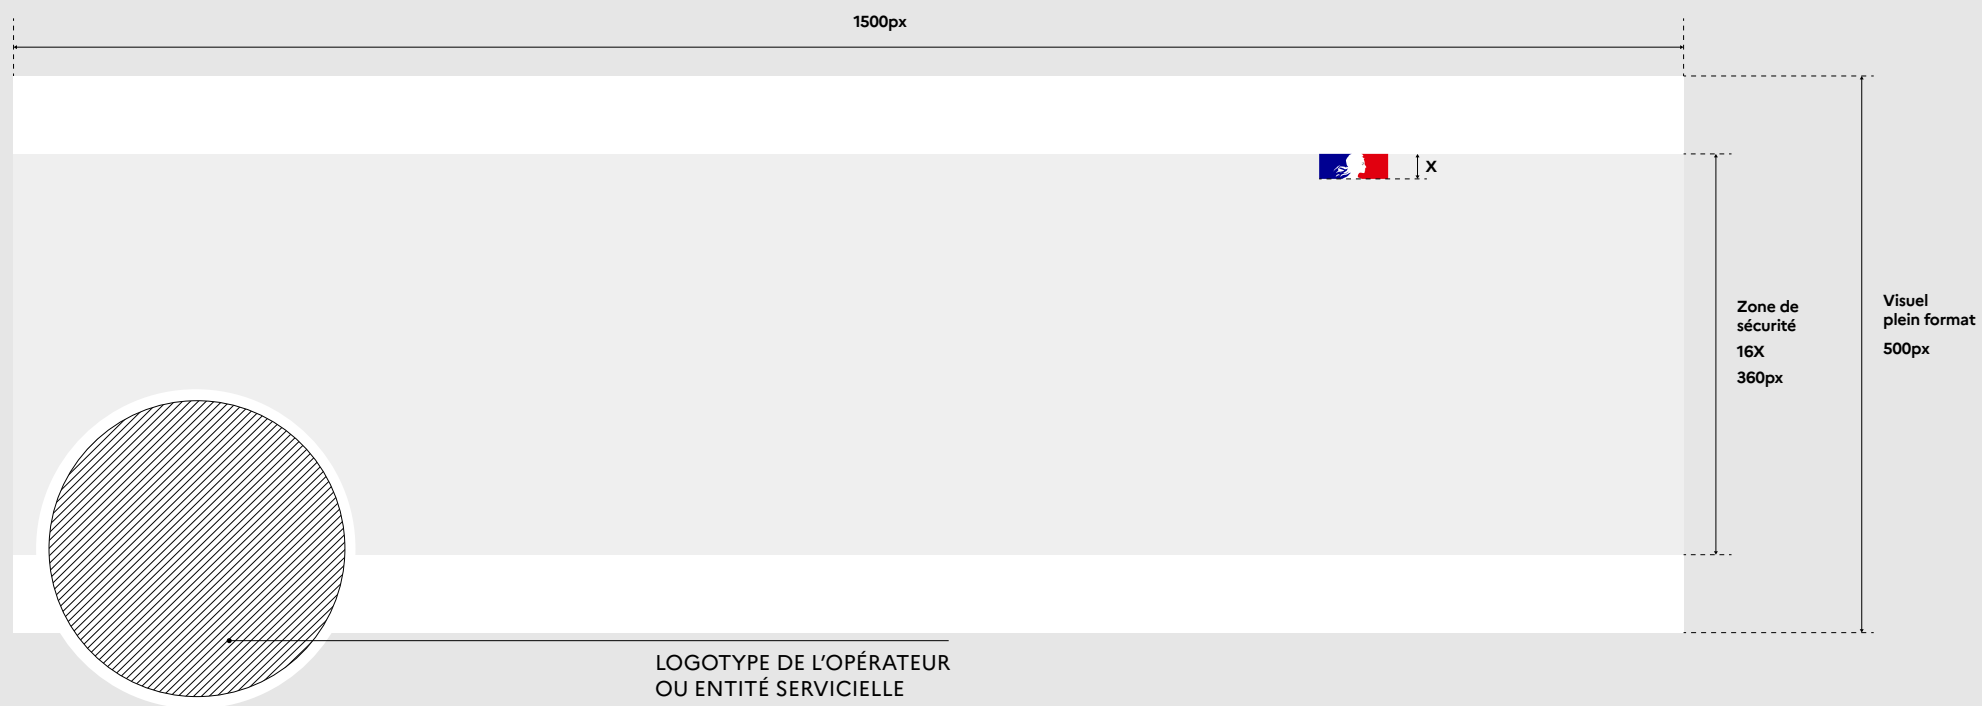 1500px
X
Zone de
sécurité
16X
360px
Visuel
plein format
500px
LOGOTYPE DE L’OPÉRATEUR
OU ENTITÉ SERVICIELLE